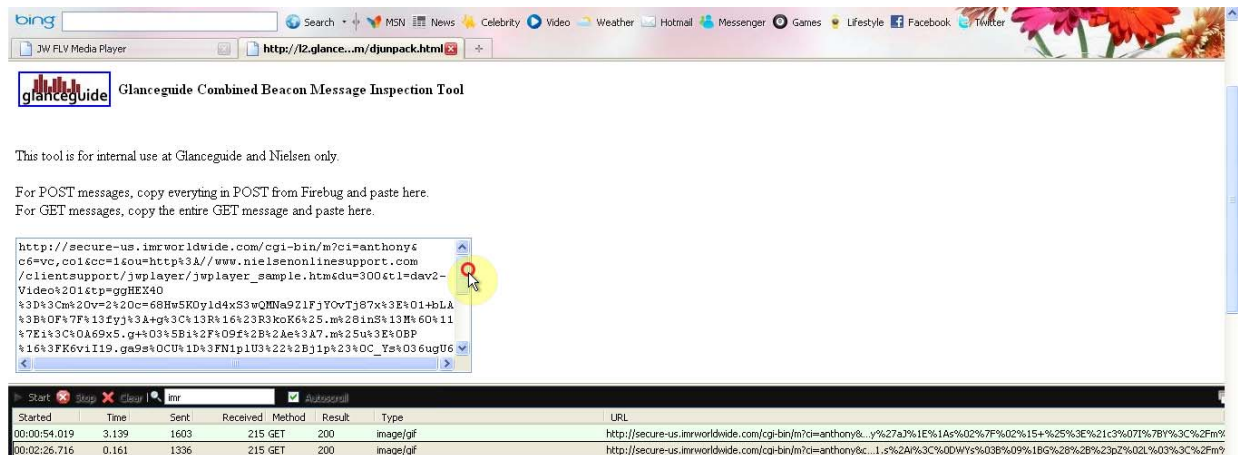 bing Search MSN News Celebrity Video Weather Hotmail Messenger Games Lifestyle Facebook Twitter
JW FLV Media Player http://l2.glance...m/djunpack.html
glanceguide Glanceguide Combined Beacon Message Inspection Tool
This tool is for internal use at Glanceguide and Nielsen only.
For POST messages, copy everyting in POST from Firebug and paste here.
For GET messages, copy the entire GET message and paste here.
http://secure-us.imrworldwide.com/cgi-bin/m?ci=anthony&
c6=vc,co1&cc=1&ou=http%3A//www.nielsenonlinesupport.com
/clientsupport/jwplayer/jwplayer_sample.htm&du=300&tl=dav2-
Video%201&tp=ggHEX40
%3D%3Cm%20v=2%20c=68Hw5KOyld4xS3wQMNa9ZlFjYOvTj87x%3E%01+bLA
%3B%0F%7F%13fyj%3A+g%3C%13R%16%23R3koK6%25.m%28inS%13M%60%11
%7Ei%3C%0A69x5.g+%03%5Bi%2F%09f%2B%2Ae%3A7.m%25u%3E%0BP
%16%3FK6viI19.ga9s%0CU%1D%3FN1plU3%22%2Bj1p%23%0C_Ys%036ugU6
Start Stop Clear imr Autoscroll
Started Time Sent Received Method Result Type URL
00:00:54.019 3.139 1603 215 GET 200 image/gif http://secure-us.imrworldwide.com/cgi-bin/m?ci=anthony&...y%27aJ%1E%1As%02%7F%02%15+%25%3E%21c3%07I%7BY%3C%2Fm%
00:02:26.716 0.161 1336 215 GET 200 image/gif http://secure-us.imrworldwide.com/cgi-bin/m?ci=anthony&c...1.s%2Ai%3C%0DWYs%03B%09%1BG%28%2B%23pZ%02L%03%3C%2Fm%